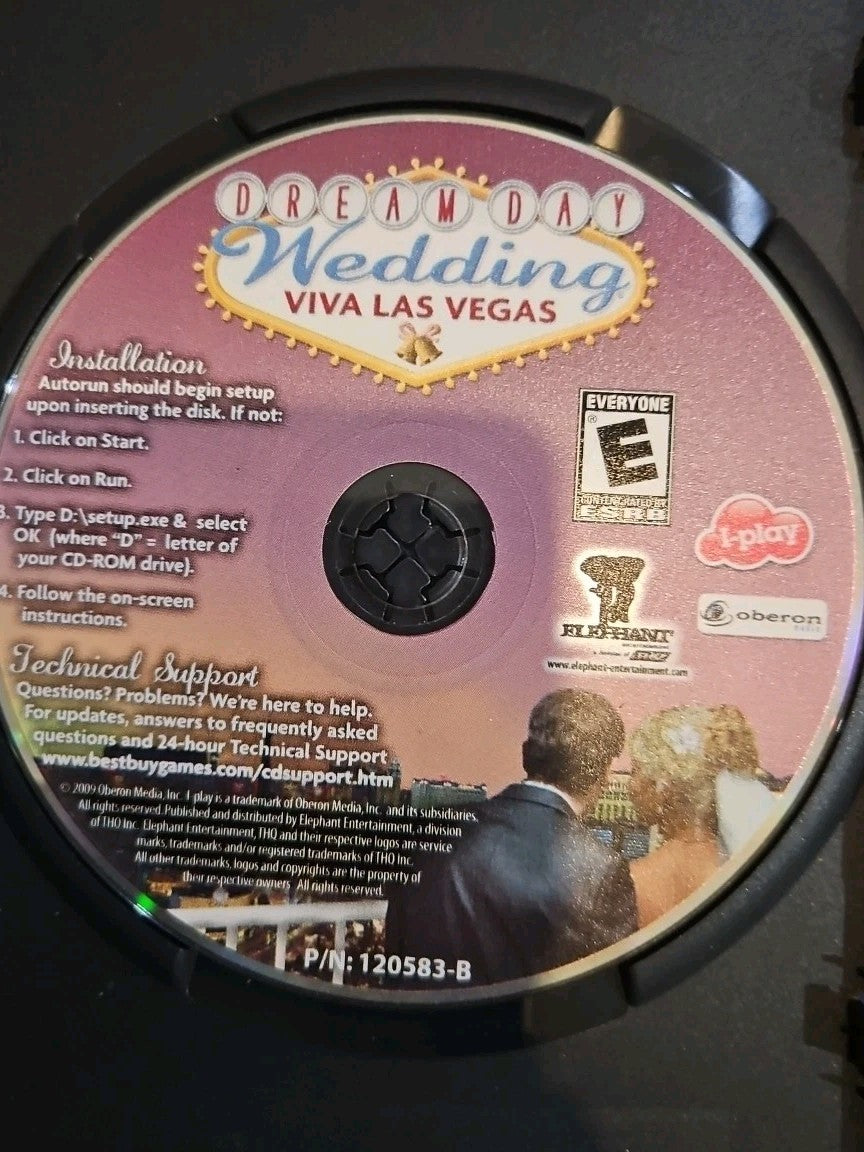 DREAM DAY
Wedding
VIVA LAS VEGAS
Installation
Autorun should begin setup
upon inserting the disk. If not:
1. Click on Start.
2. Click on Run.
3. Type D:\setup.exe & select
OK (where "D" = letter of
your CD-ROM drive).
4. Follow the on-screen
instructions.
EVERYONE
E
®
CONTENT RATED BY
ESRB
i-play
oberon
ELEPHANT
ENTERTAINMENT
a division of THQ
www.elephant-entertainment.com
Technical Support
Questions? Problems? We're here to help.
For updates, answers to frequently asked
questions and 24-hour Technical Support
www.bestbuygames.com/cdsupport.htm
© 2009 Oberon Media, Inc. I-play is a trademark of Oberon Media, Inc. and its subsidiaries.
All rights reserved. Published and distributed by Elephant Entertainment, a division
of THQ Inc. Elephant Entertainment, THQ and their respective logos are service
marks, trademarks and/or registered trademarks of THQ Inc.
All other trademarks, logos and copyrights are the property of
their respective owners. All rights reserved.
P/N: 120583-B